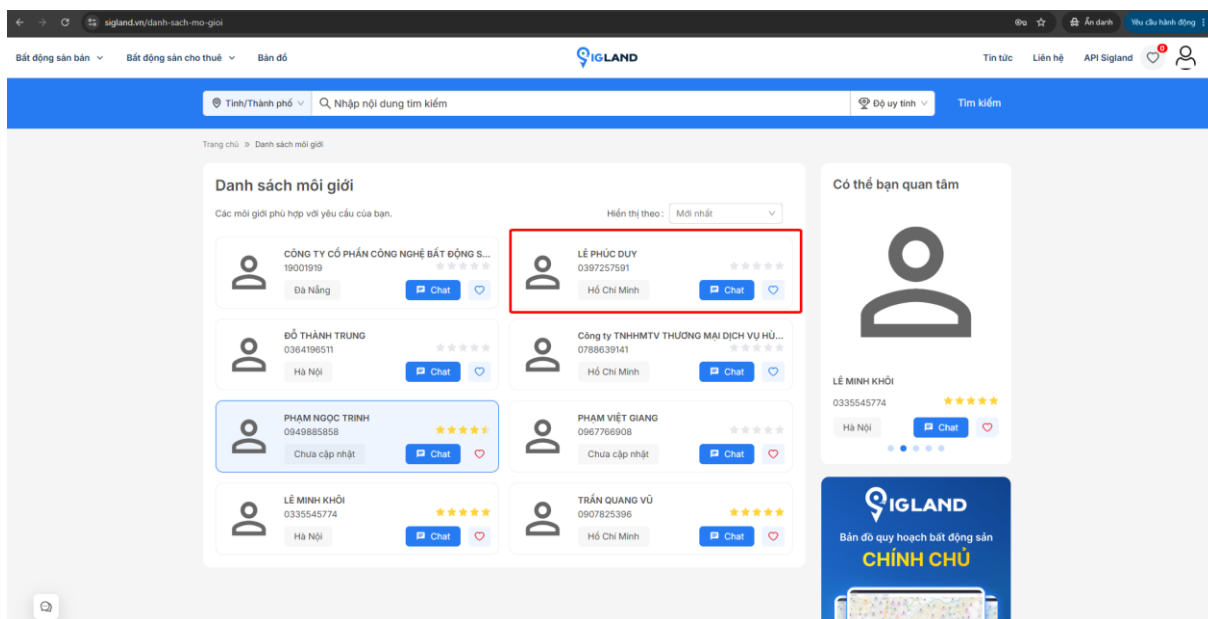 sigland.vn/danh-sach-mo-gioi
Ẩn danh
Yêu cầu hành động
Bất động sản bán
Bất động sản cho thuê
Bản đồ
SIGLAND
Tin tức
Liên hệ
API Sigland
0
Tỉnh/Thành phố
Nhập nội dung tìm kiếm
Độ uy tính
Tìm kiếm
Trang chủ » Danh sách môi giới
Danh sách môi giới
Các môi giới phù hợp với yêu cầu của bạn.
Hiển thị theo :
Mới nhất
CÔNG TY CỔ PHẦN CÔNG NGHỆ BẤT ĐỘNG S...
19001919
Đà Nẵng
Chat
LÊ PHÚC DUY
0397257591
Hồ Chí Minh
Chat
ĐỖ THÀNH TRUNG
0364196511
Hà Nội
Chat
Công ty TNHHMTV THƯƠNG MẠI DỊCH VỤ HÙ...
0788639141
Hồ Chí Minh
Chat
PHẠM NGỌC TRINH
0949885858
Chưa cập nhật
Chat
PHẠM VIỆT GIANG
0967766908
Chưa cập nhật
Chat
LÊ MINH KHÔI
0335545774
Hà Nội
Chat
TRẦN QUANG VŨ
0907825396
Hồ Chí Minh
Chat
Có thể bạn quan tâm
LÊ MINH KHÔI
0335545774
Hà Nội
Chat
SIGLAND
Bản đồ quy hoạch bất động sản
CHÍNH CHỦ